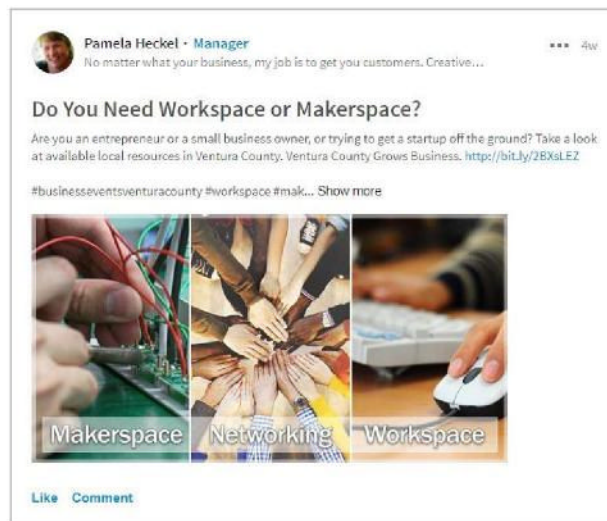 Pamela Heckel • Manager
••• 4w
No matter what your business, my job is to get you customers. Creative...
Do You Need Workspace or Makerspace?
Are you an entrepreneur or a small business owner, or trying to get a startup off the ground? Take a look
at available local resources in Ventura County. Ventura County Grows Business. http://bit.ly/2BXsLEZ
#businesseventsventuracounty #workspace #mak... Show more
Makerspace Networking Workspace
Like Comment